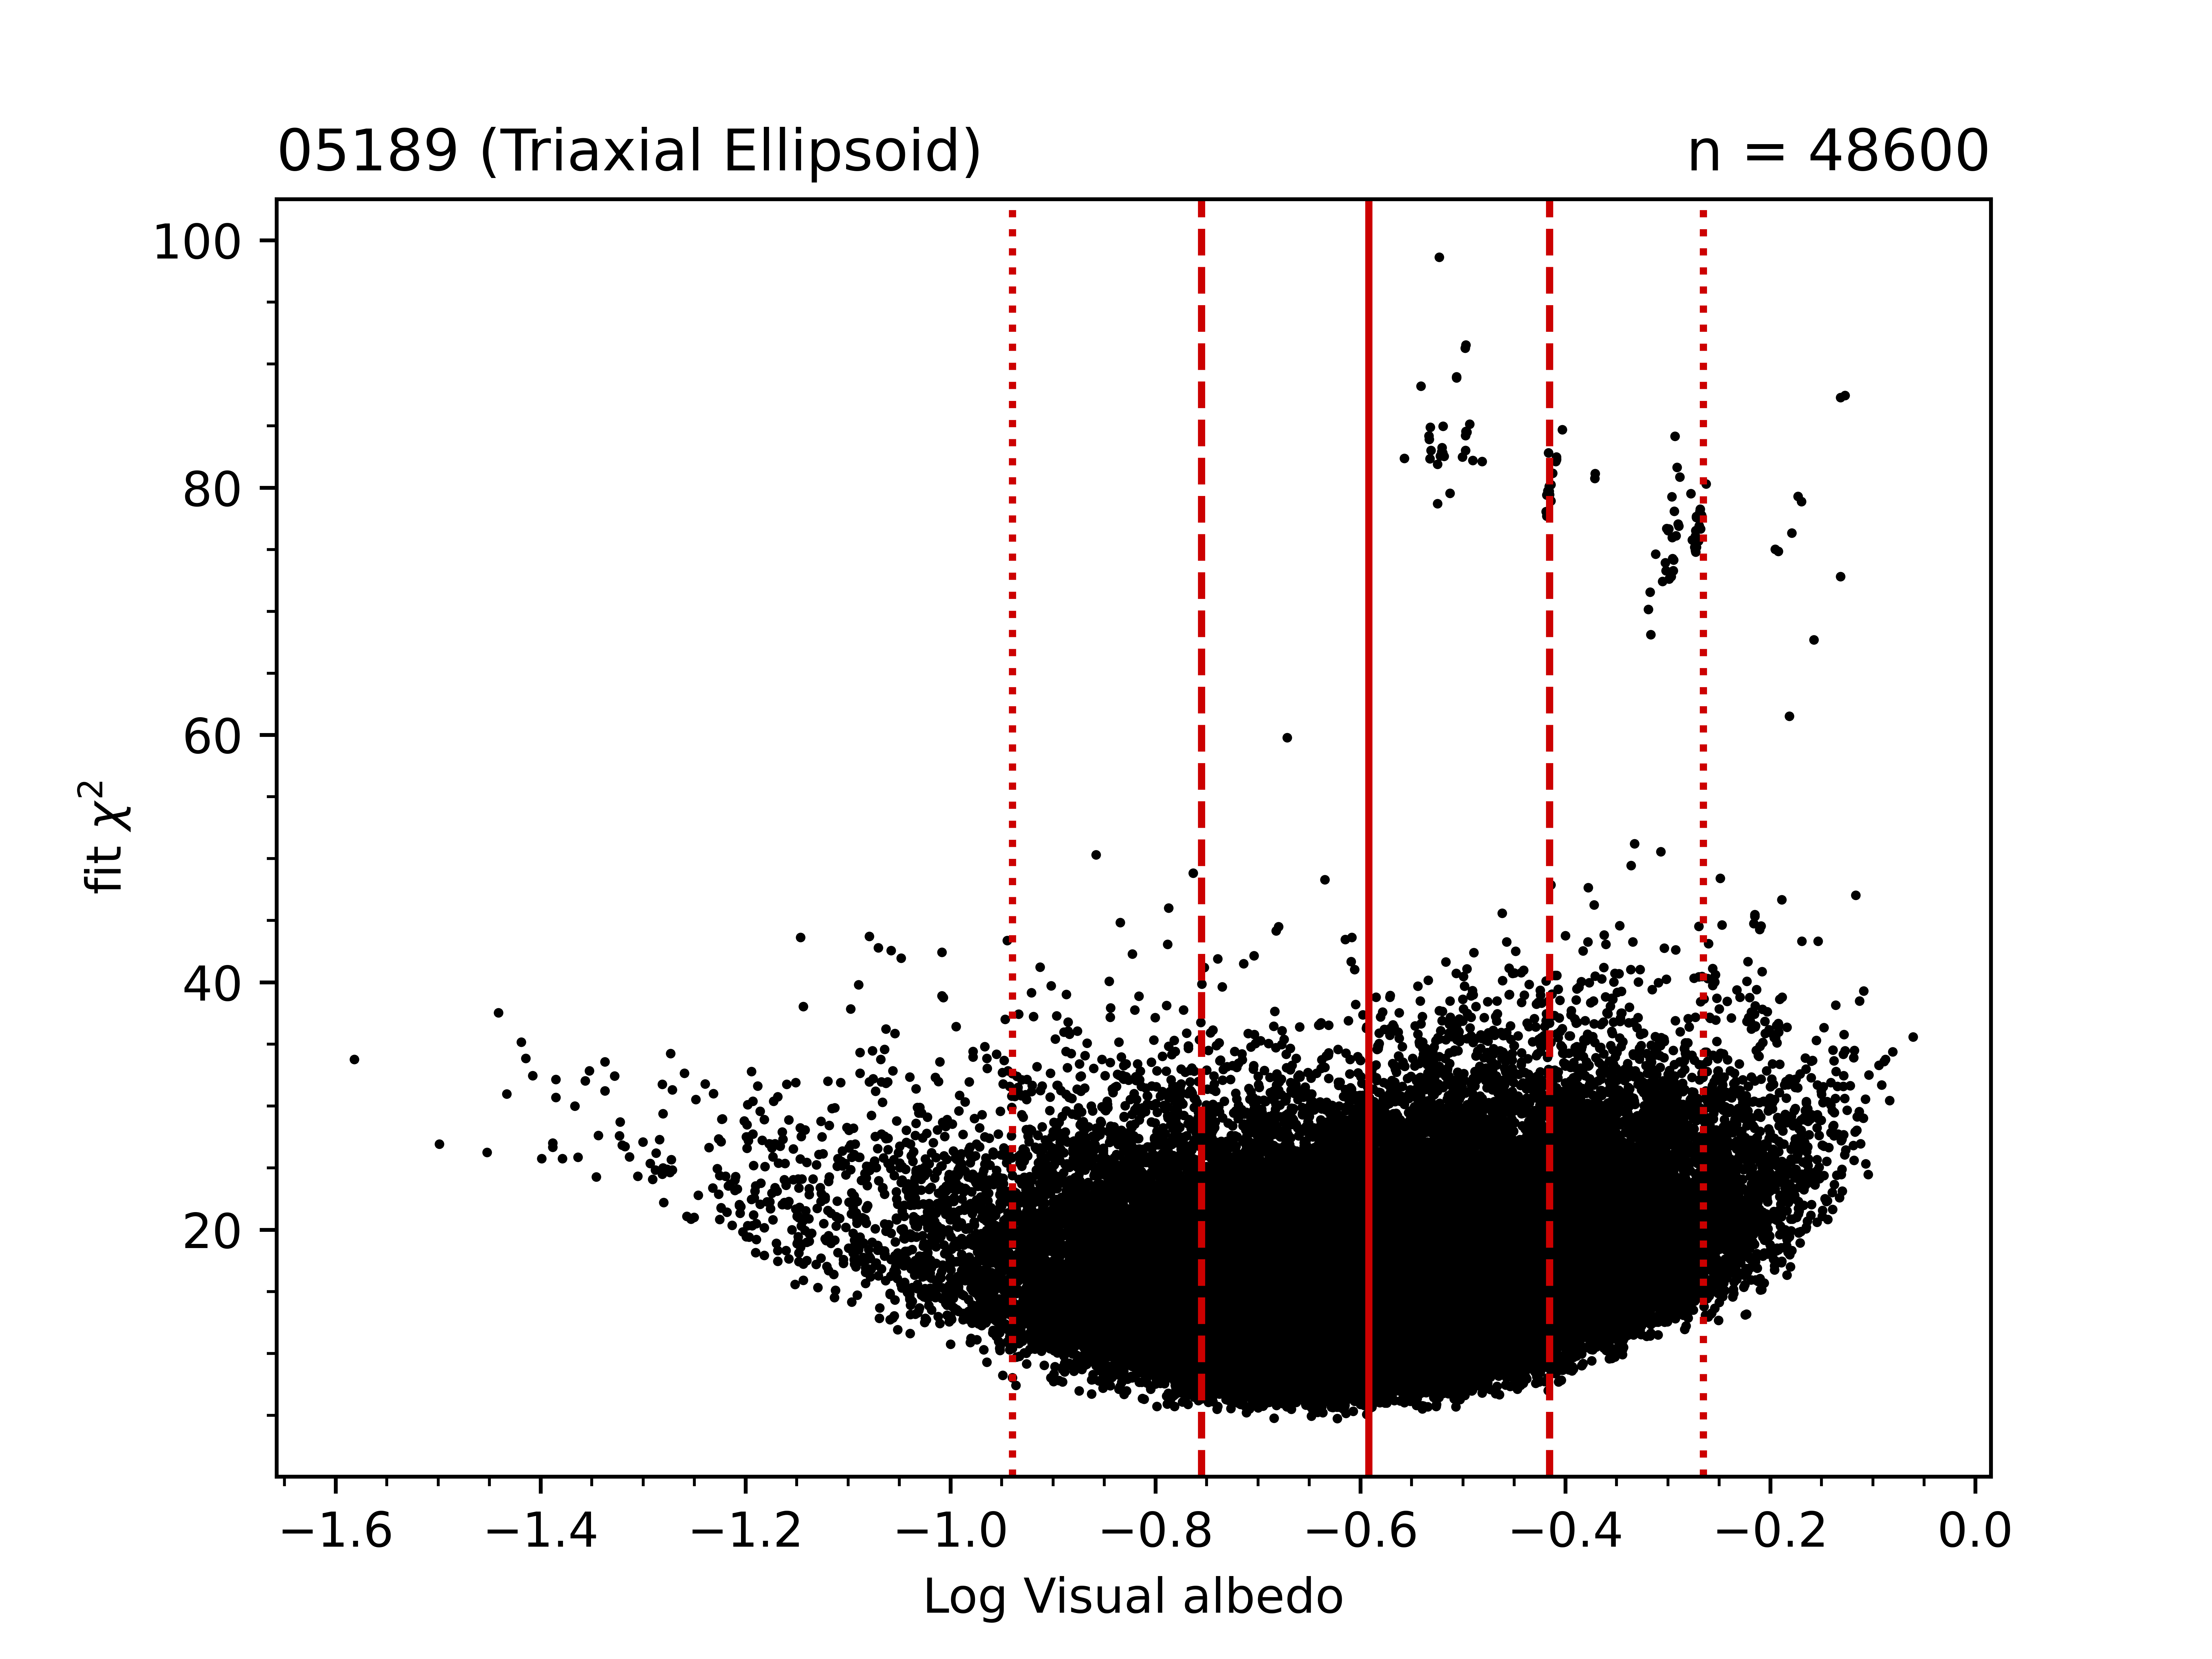 05189 (Triaxial Ellipsoid)
n = 48600
100
80
60
40
20
fit χ²
−1.6 −1.4 −1.2 −1.0 −0.8 −0.6 −0.4 −0.2 0.0
Log Visual albedo